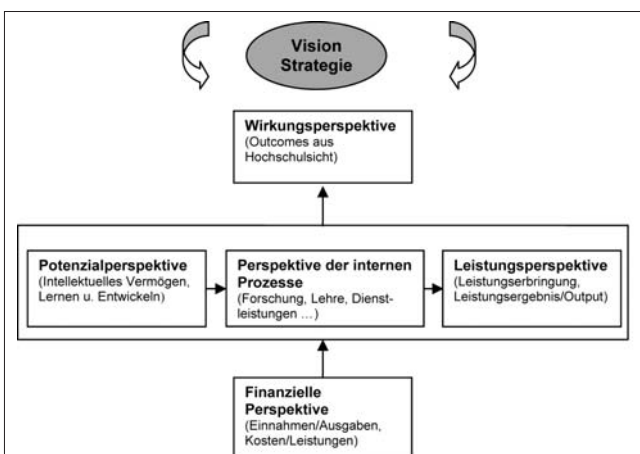 Vision
Strategie
Wirkungsperspektive
(Outcomes aus
Hochschulsicht)
Potenzialperspektive
(Intellektuelles Vermögen,
Lernen u. Entwickeln)
Perspektive der internen
Prozesse
(Forschung, Lehre, Dienst-
leistungen ...)
Leistungsperspektive
(Leistungserbringung,
Leistungsergebnis/Output)
Finanzielle
Perspektive
(Einnahmen/Ausgaben,
Kosten/Leistungen)